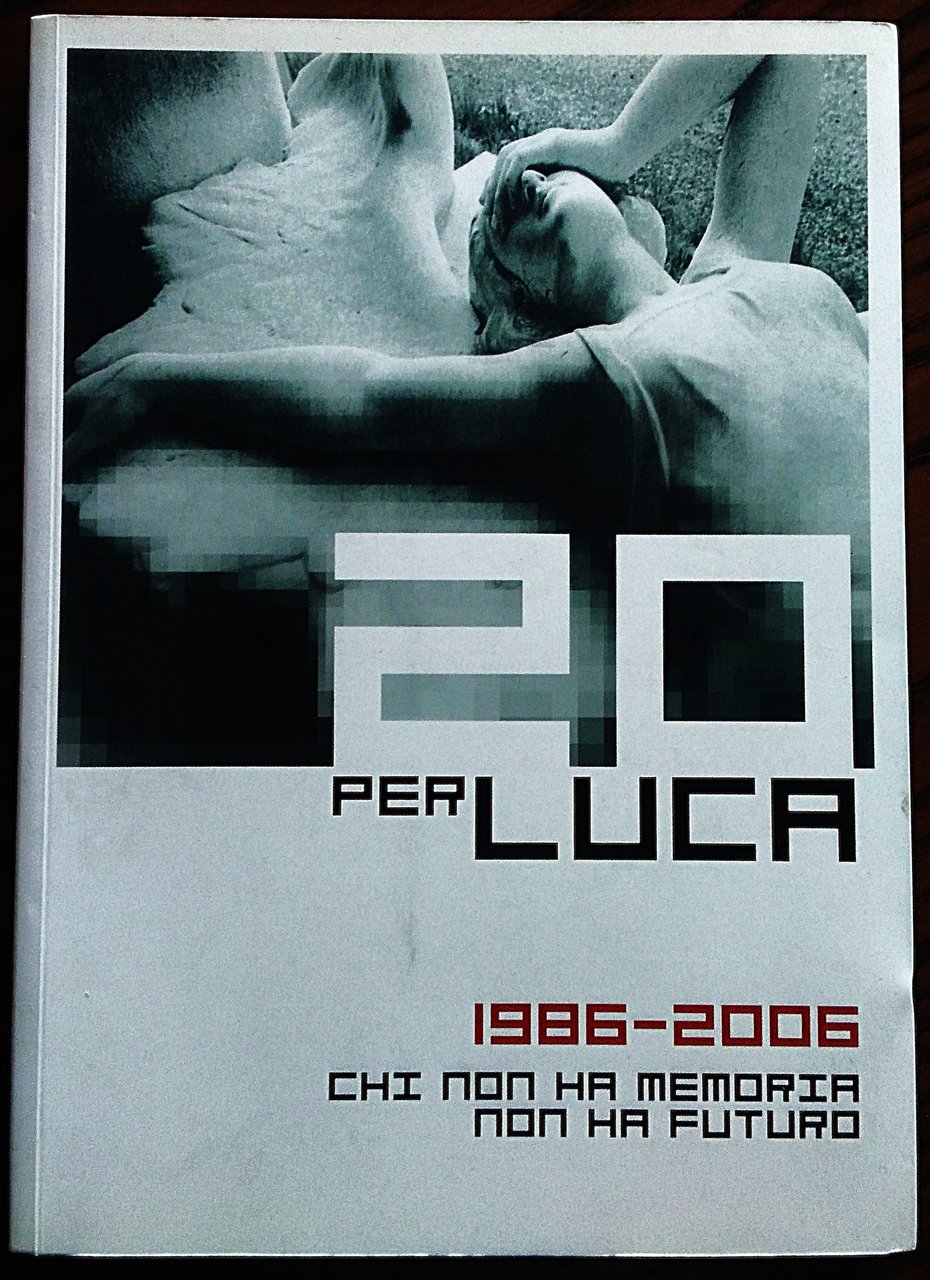 20
PER LUCA
1986-2006
CHI NON HA MEMORIA
NON HA FUTURO